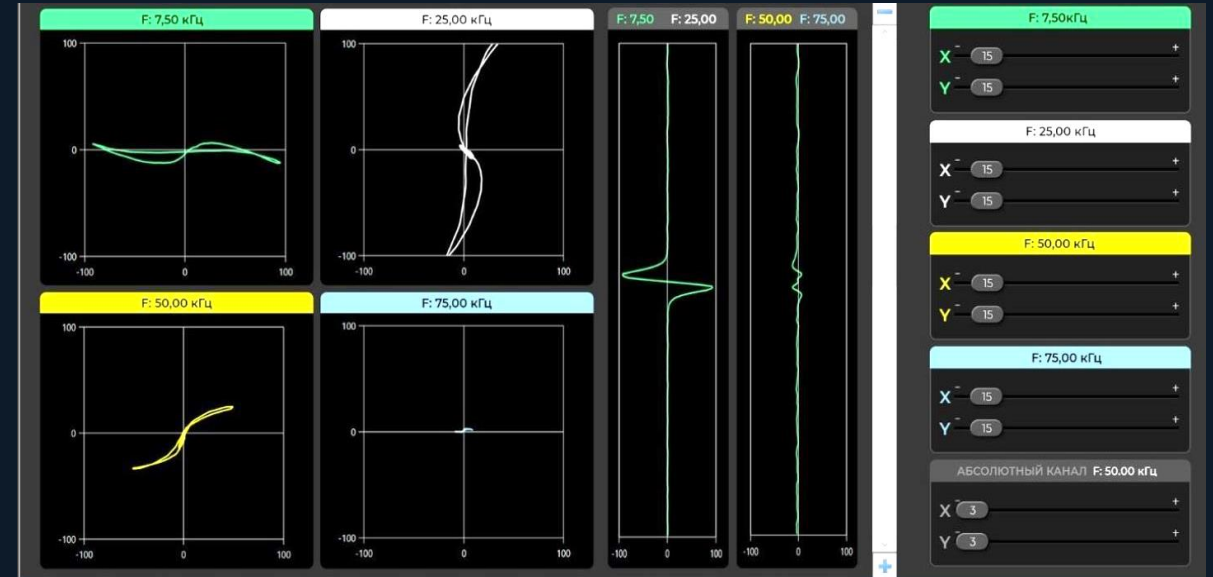 F: 7,50 кГц
100
0
-100
-100 0 100
F: 25,00 кГц
100
0
-100
-100 0 100
F: 50,00 кГц
100
0
-100
-100 0 100
F: 75,00 кГц
100
0
-100
-100 0 100
F: 7,50 F: 25,00
-100 0 100
F: 50,00 F: 75,00
-100 0 100
F: 7,50кГц
X - 15 +
Y - 15 +
F: 25,00 кГц
X - 15 +
Y - 15 +
F: 50,00 кГц
X - 15 +
Y - 15 +
F: 75,00 кГц
X - 15 +
Y - 15 +
АБСОЛЮТНЫЙ КАНАЛ F: 50.00 кГц
X - 3 +
Y - 3 +